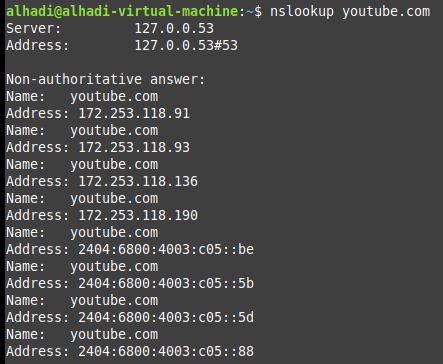 alhadi@alhadi-virtual-machine:~$ nslookup youtube.com
Server:         127.0.0.53
Address:        127.0.0.53#53

Non-authoritative answer:
Name:   youtube.com
Address: 172.253.118.91
Name:   youtube.com
Address: 172.253.118.93
Name:   youtube.com
Address: 172.253.118.136
Name:   youtube.com
Address: 172.253.118.190
Name:   youtube.com
Address: 2404:6800:4003:c05::be
Name:   youtube.com
Address: 2404:6800:4003:c05::5b
Name:   youtube.com
Address: 2404:6800:4003:c05::5d
Name:   youtube.com
Address: 2404:6800:4003:c05::88